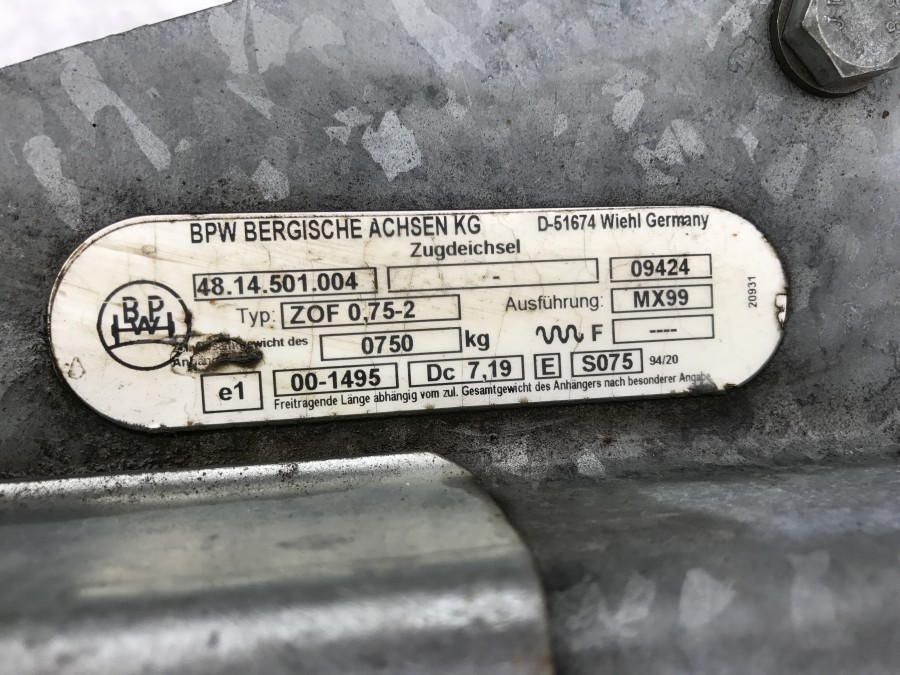 BPW BERGISCHE ACHSEN KG D-51674 Wiehl Germany
Zugdeichsel
48.14.501.004 - 09424
BPW Typ: ZOF 0,75-2 Ausführung: MX99
des 0750 kg F ----
e1 00-1495 Dc 7,19 E S075 94/20
Freitragende Länge abhängig vom zul. Gesamtgewicht des Anhängers nach besonderer Angabe
20931